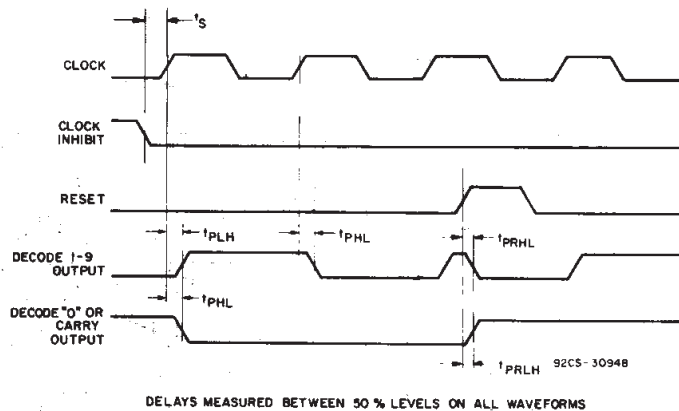 tS
CLOCK
CLOCK
INHIBIT
RESET
tPLH
tPHL
tPRHL
DECODE 1-9
OUTPUT
tPHL
DECODE "0" OR
CARRY
OUTPUT
tPRLH
92CS-30948
DELAYS MEASURED BETWEEN 50 % LEVELS ON ALL WAVEFORMS